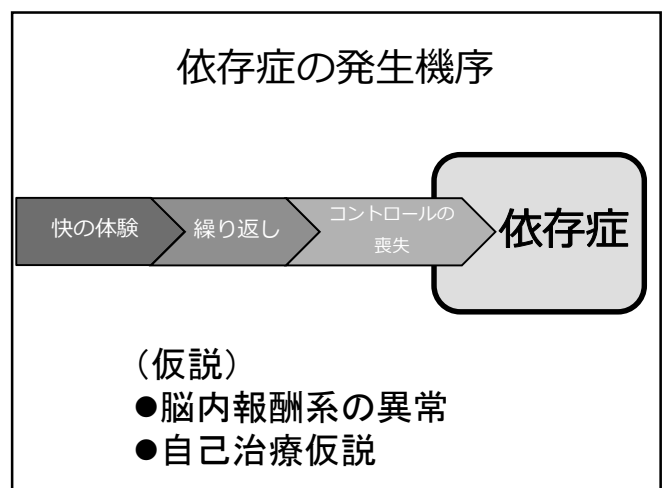 依存症の発生機序
快の体験
繰り返し
コントロールの
喪失
依存症
（仮説）
●脳内報酬系の異常
●自己治療仮説